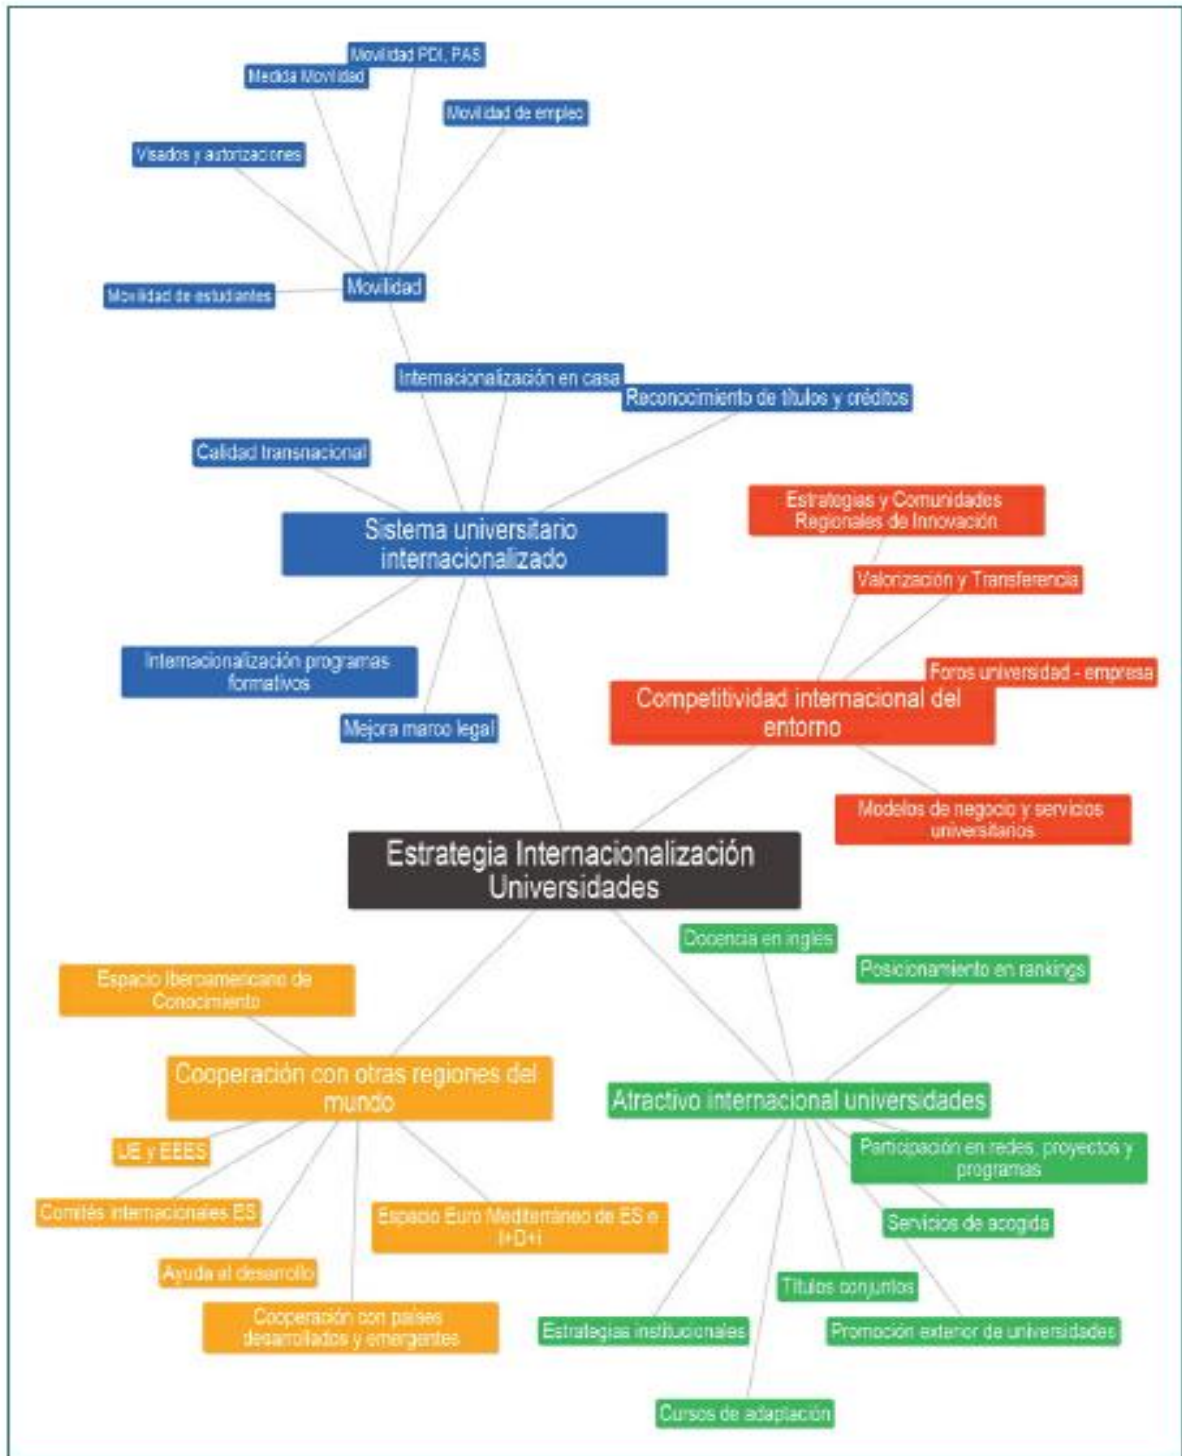 Movilidad PDI, PAS
Medida Movilidad
Movilidad de empleo
Visados y autorizaciones
Movilidad
Movilidad de estudiantes
Internacionalización en casa
Reconocimiento de títulos y créditos
Calidad transnacional
Sistema universitario
internacionalizado
Estrategias y Comunidades
Regionales de Innovación
Valorización y Transferencia
Internacionalización programas
formativos
Foros universidad - empresa
Competitividad internacional del
entorno
Mejora marco legal
Modelos de negocio y servicios
universitarios
Estrategia Internacionalización
Universidades
Docencia en inglés
Posicionamiento en rankings
Espacio Iberoamericano de
Conocimiento
Cooperación con otras regiones del
mundo
Atractivo internacional universidades
UE y EEES
Participación en redes, proyectos y
programas
Comités internacionales ES
Espacio Euro Mediterráneo de ES e
I+D+i
Servicios de acogida
Ayuda al desarrollo
Títulos conjuntos
Cooperación con países
desarrollados y emergentes
Estrategias institucionales
Promoción exterior de universidades
Cursos de adaptación